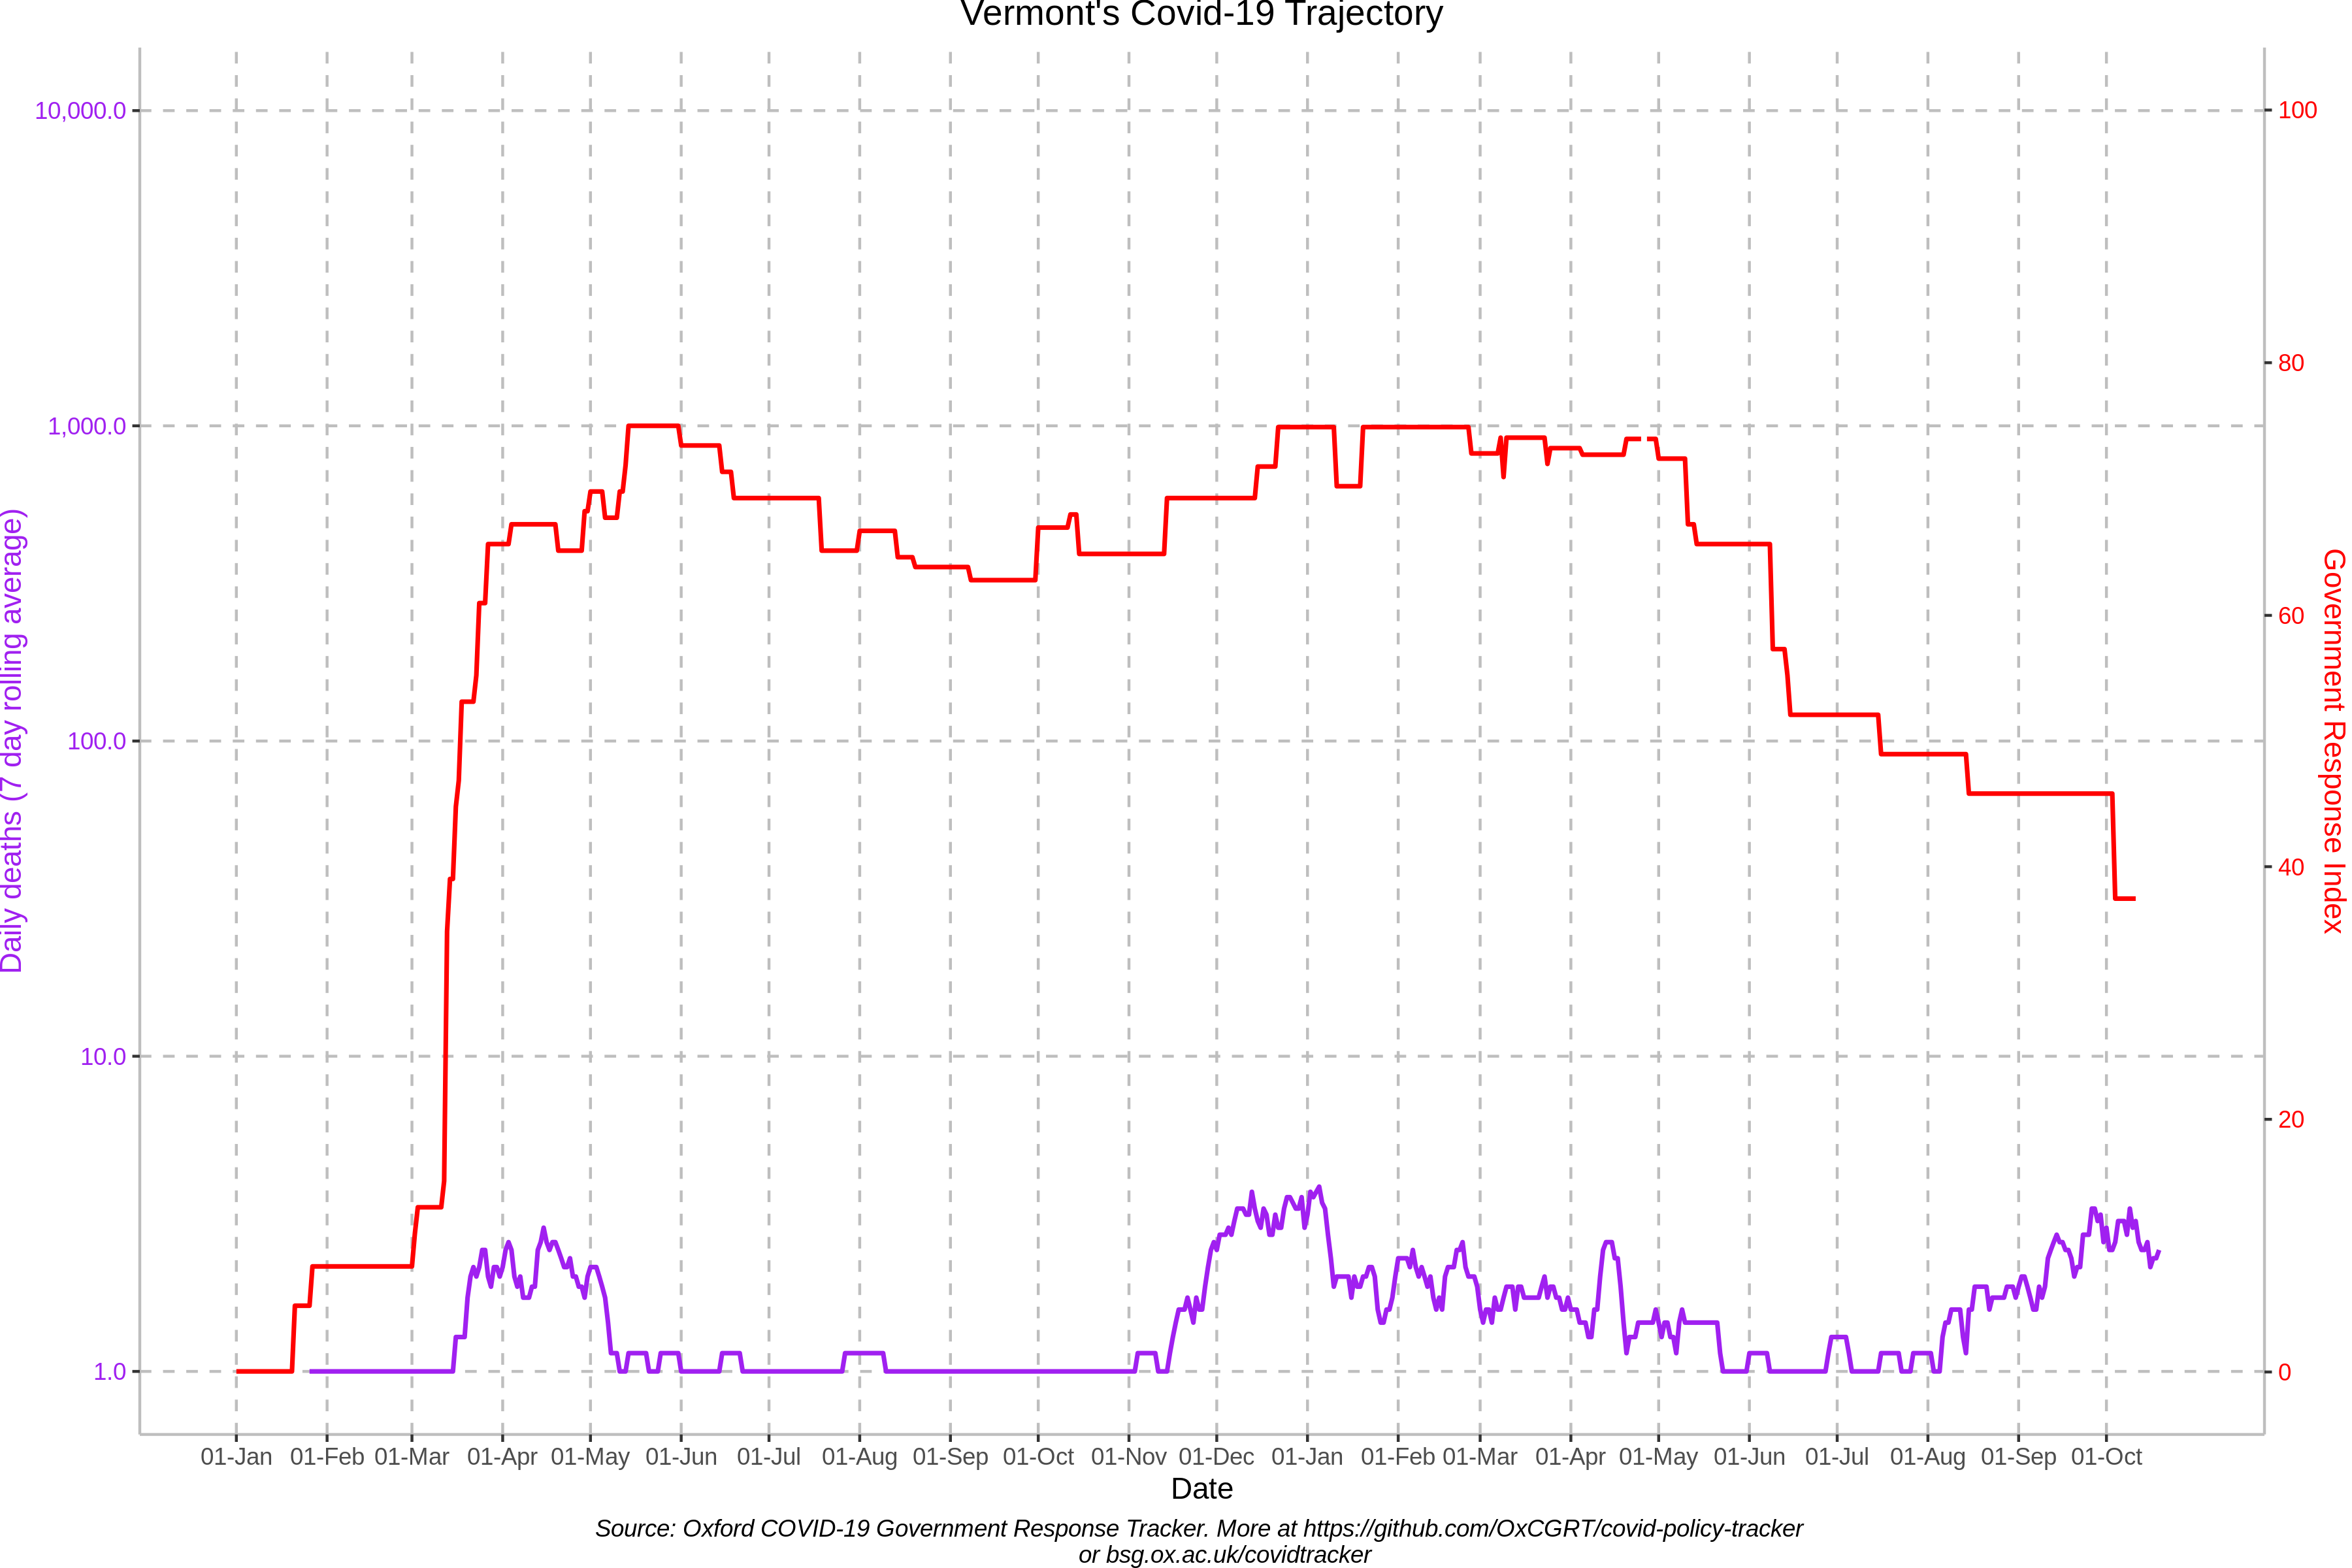 Vermont's Covid-19 Trajectory
10,000.0
1,000.0
100.0
10.0
1.0
Daily deaths (7 day rolling average)
100
80
60
40
20
0
Government Response Index
01-Jan 01-Feb 01-Mar 01-Apr 01-May 01-Jun 01-Jul 01-Aug 01-Sep 01-Oct 01-Nov 01-Dec 01-Jan 01-Feb 01-Mar 01-Apr 01-May 01-Jun 01-Jul 01-Aug 01-Sep 01-Oct
Date
Source: Oxford COVID-19 Government Response Tracker. More at https://github.com/OxCGRT/covid-policy-tracker
or bsg.ox.ac.uk/covidtracker